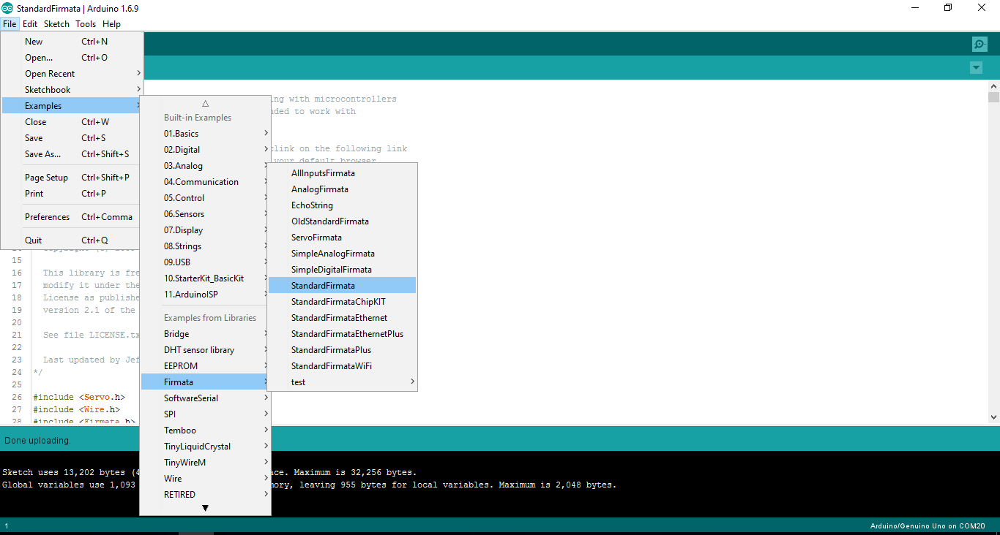 StandardFirmata | Arduino 1.6.9
File Edit Sketch Tools Help
New Ctrl+N
Open... Ctrl+O
Open Recent
Sketchbook
Examples
Close Ctrl+W
Save Ctrl+S
Save As... Ctrl+Shift+S
Page Setup Ctrl+Shift+P
Print Ctrl+P
Preferences Ctrl+Comma
Quit Ctrl+Q
Built-in Examples
01.Basics
02.Digital
03.Analog
04.Communication
05.Control
06.Sensors
07.Display
08.Strings
09.USB
10.StarterKit_BasicKit
11.ArduinoISP
Examples from Libraries
Bridge
DHT sensor library
EEPROM
Firmata
SoftwareSerial
SPI
Temboo
TinyLiquidCrystal
TinyWireM
Wire
RETIRED
AllInputsFirmata
AnalogFirmata
EchoString
OldStandardFirmata
ServoFirmata
SimpleAnalogFirmata
SimpleDigitalFirmata
StandardFirmata
StandardFirmataChipKIT
StandardFirmataEthernet
StandardFirmataEthernetPlus
StandardFirmataPlus
StandardFirmataWiFi
test
ing with microcontrollers
nded to work with
clink on the following link
your default browser
15
16 This library is fre
17 modify it under the
18 License as publishe
19 version 2.1 of the
20
21 See file LICENSE.tx
22
23 Last updated by Jef
24 */
25
26 #include <Servo.h>
27 #include <Wire.h>
28 #include <Firmata.h>
Done uploading.
Sketch uses 13,202 bytes (4 ace. Maximum is 32,256 bytes.
Global variables use 1,093 mory, leaving 955 bytes for local variables. Maximum is 2,048 bytes.
1 Arduino/Genuino Uno on COM20